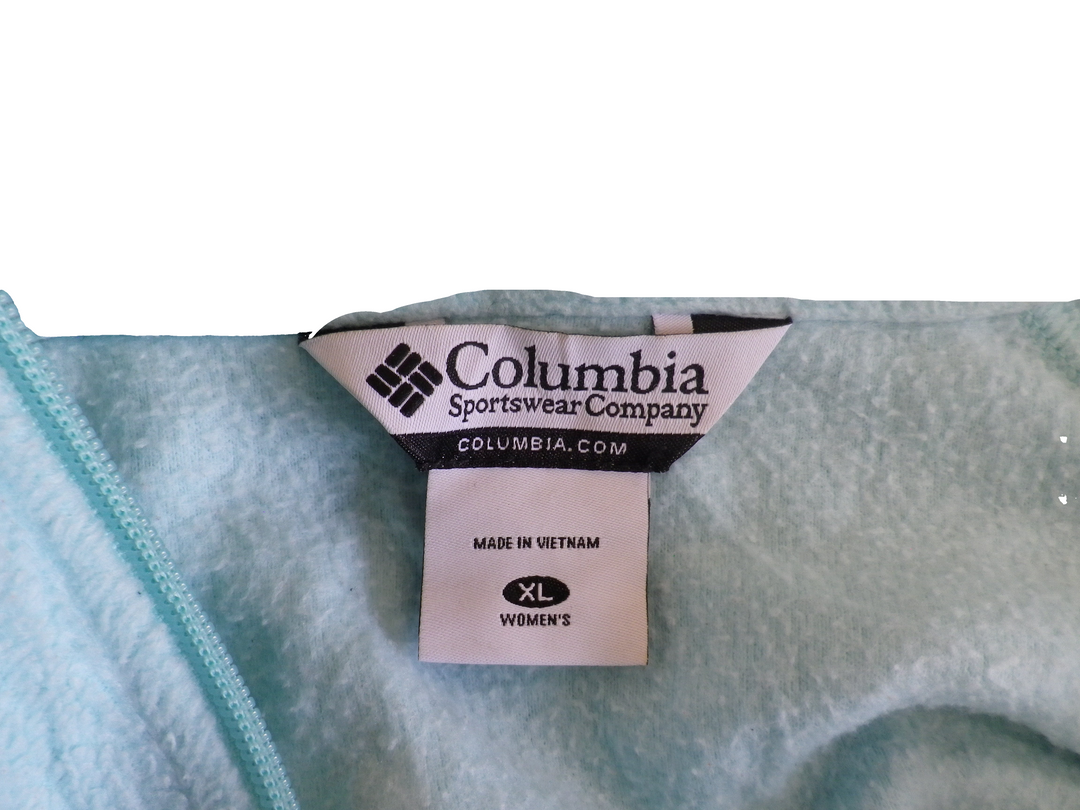 Columbia
Sportswear Company
COLUMBIA.COM
MADE IN VIETNAM
XL
WOMEN'S